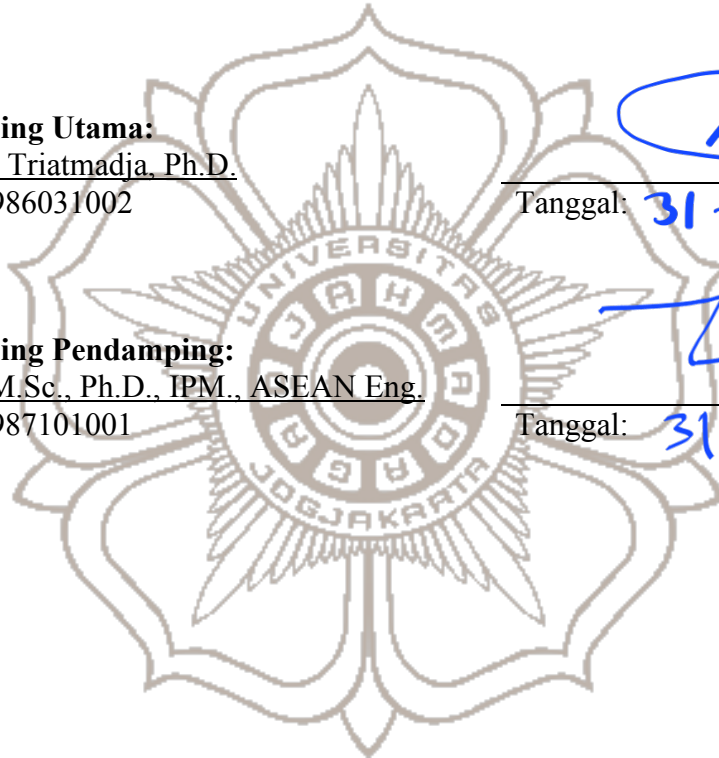 ing Utama:
Triatmadja, Ph.D.
986031002
Tanggal: 31
ing Pendamping:
M.Sc., Ph.D., IPM., ASEAN Eng.
987101001
Tanggal: 31
UNIVERSITAS
GADJAH MADA
JOGJAKARTA